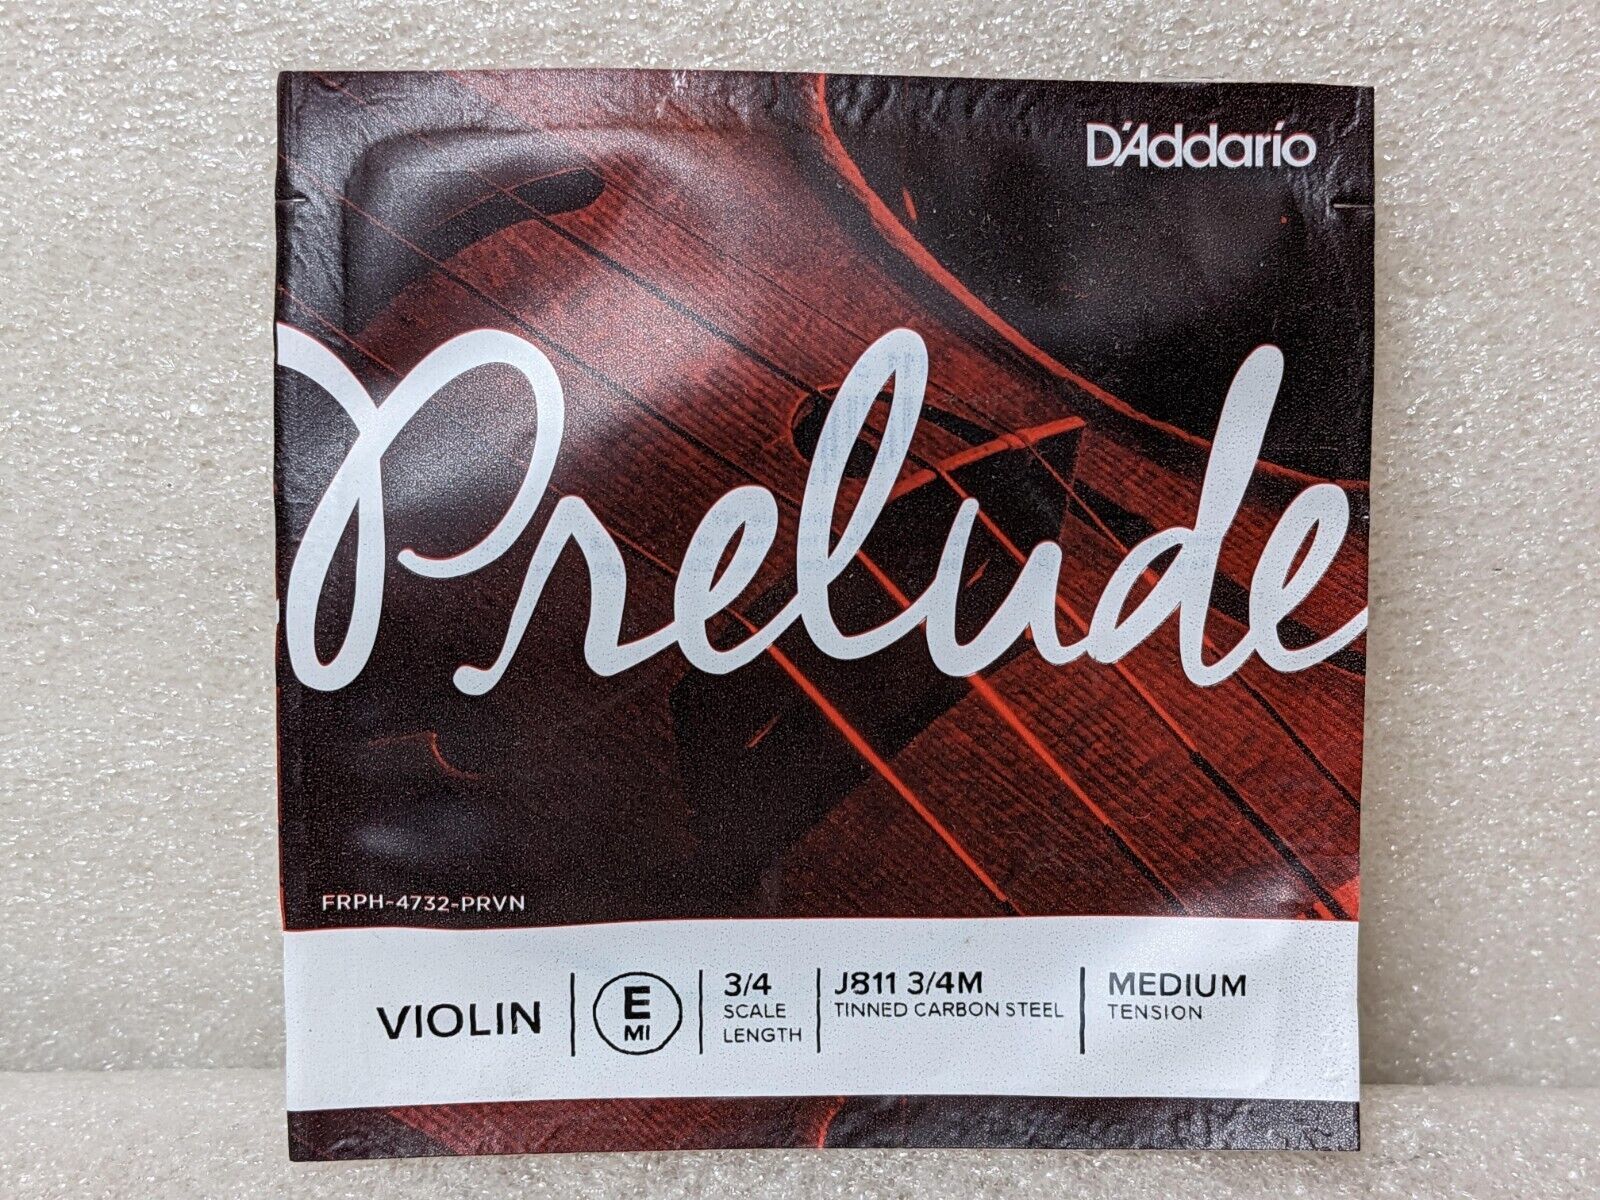 D'Addario
Prelude
FRPH-4732-PRVN
VIOLIN
E
MI
3/4
SCALE
LENGTH
J811 3/4M
TINNED CARBON STEEL
MEDIUM
TENSION